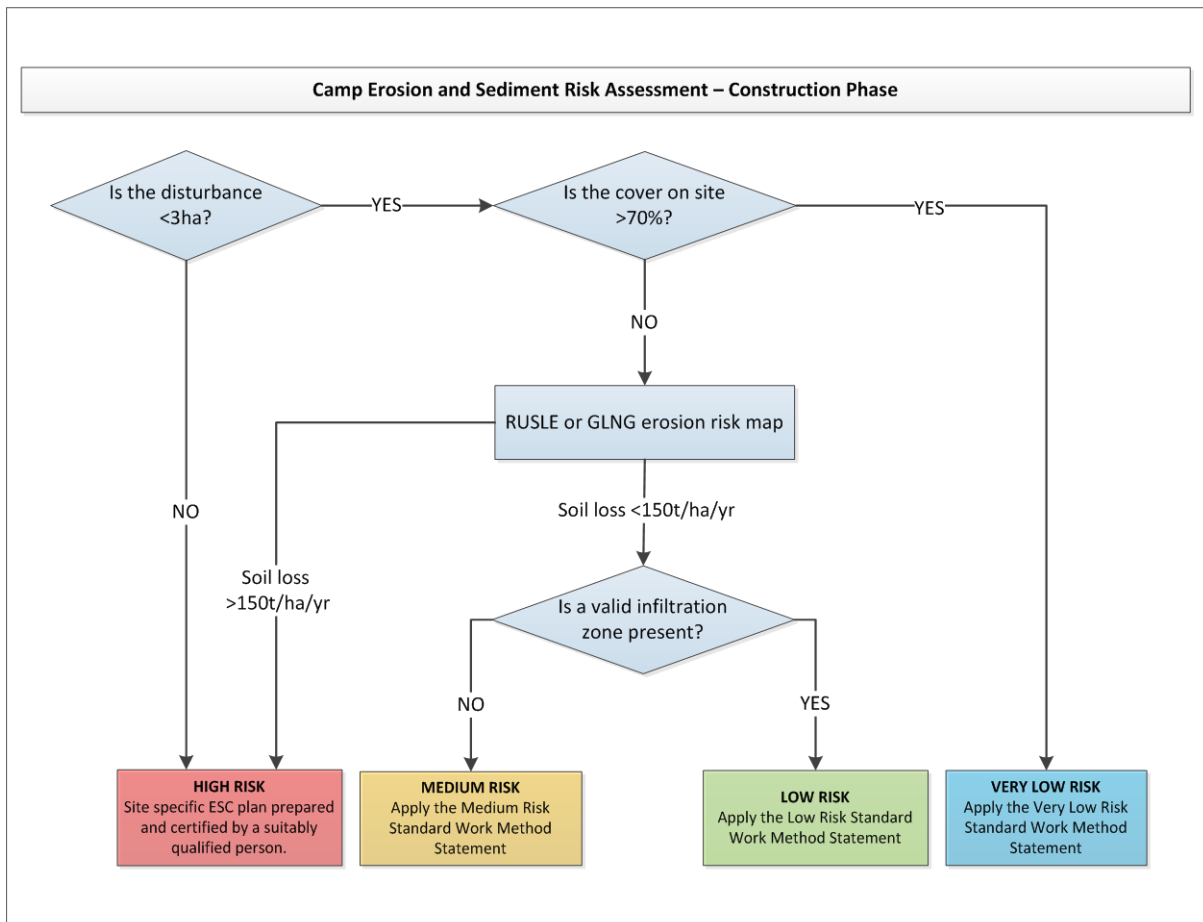 Camp Erosion and Sediment Risk Assessment – Construction Phase
Is the disturbance
<3ha?
YES
Is the cover on site
>70%?
YES
NO
RUSLE or GLNG erosion risk map
NO
Soil loss <150t/ha/yr
Soil loss
>150t/ha/yr
Is a valid infiltration
zone present?
NO
YES
HIGH RISK
Site specific ESC plan prepared
and certified by a suitably
qualified person.
MEDIUM RISK
Apply the Medium Risk
Standard Work Method
Statement
LOW RISK
Apply the Low Risk Standard
Work Method Statement
VERY LOW RISK
Apply the Very Low Risk
Standard Work Method
Statement